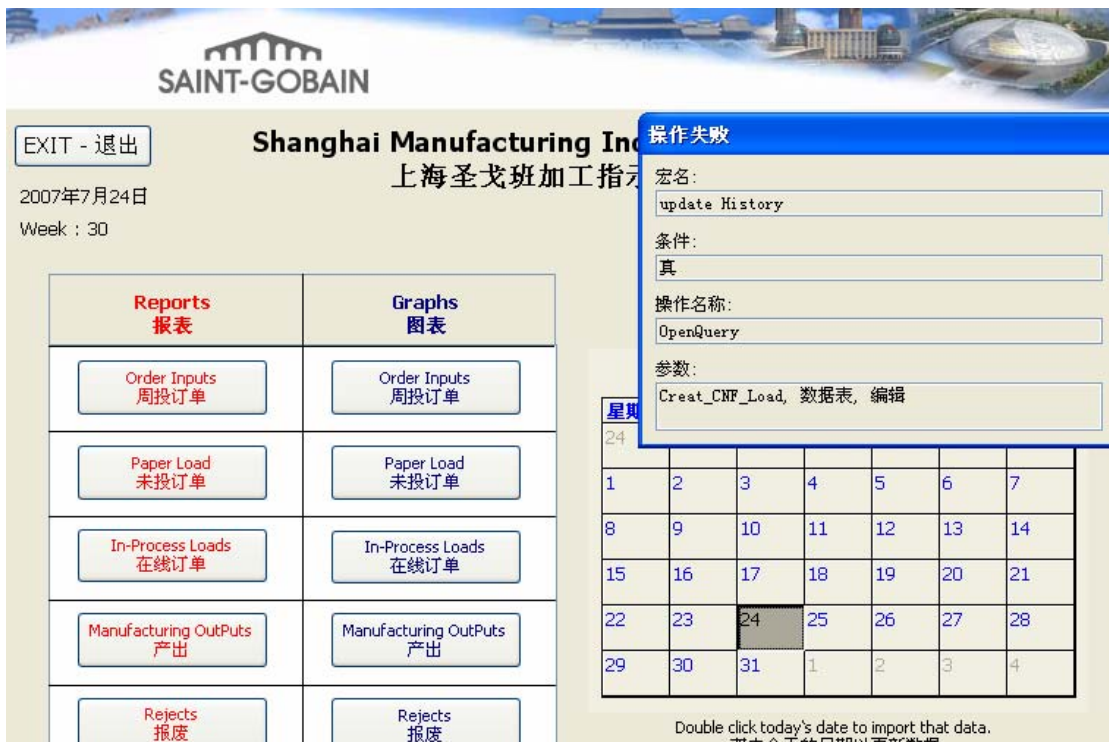 SAINT-GOBAIN
EXIT - 退出
Shanghai Manufacturing
上海圣戈班加工指
2007年7月24日
Week : 30
操作失败
宏名:
update History
条件:
真
操作名称:
OpenQuery
参数:
Creat_CNF_Load, 数据表, 编辑
Reports
报表
Graphs
图表
Order Inputs
周投订单
Order Inputs
周投订单
Paper Load
未投订单
Paper Load
未投订单
In-Process Loads
在线订单
In-Process Loads
在线订单
Manufacturing OutPuts
产出
Manufacturing OutPuts
产出
Rejects
报废
Rejects
报废
星期
24
1 2 3 4 5 6 7
8 9 10 11 12 13 14
15 16 17 18 19 20 21
22 23 24 25 26 27 28
29 30 31 1 2 3 4
Double click today's date to import that data.